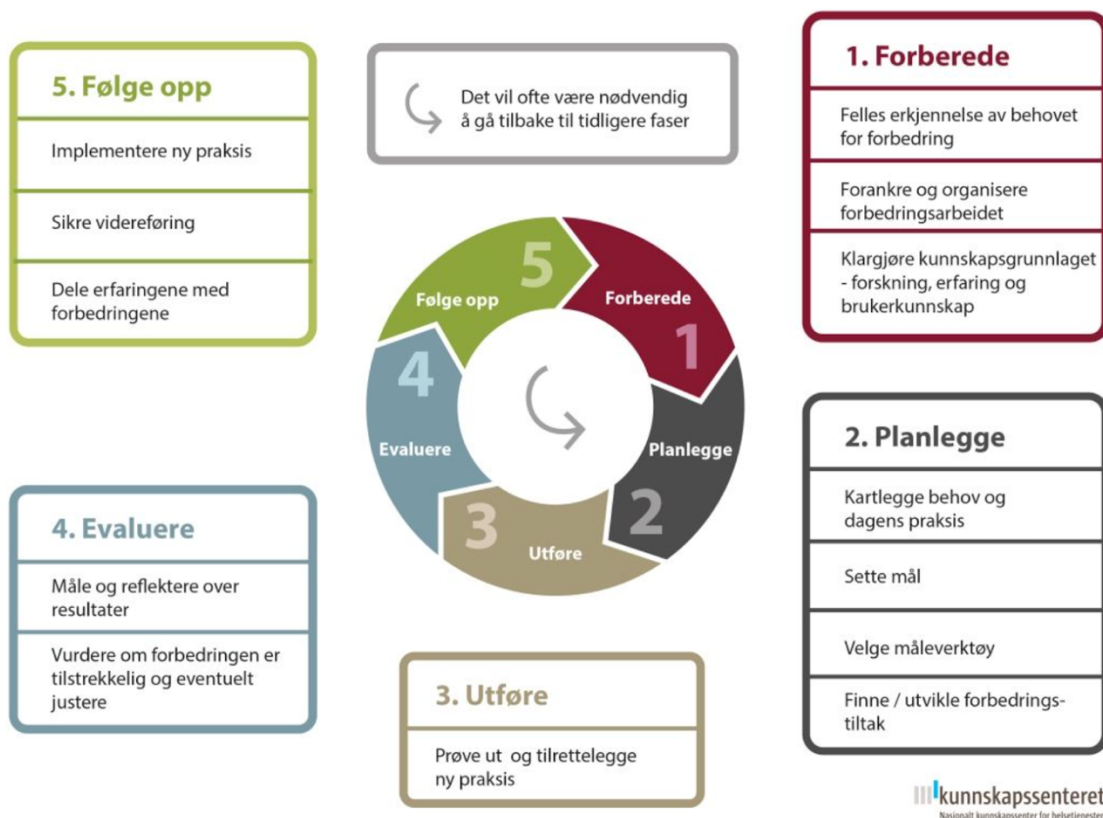 5. Følge opp
Implementere ny praksis
Sikre videreføring
Dele erfaringene med
forbedringene
Det vil ofte være nødvendig
å gå tilbake til tidligere faser
1. Forberede
Felles erkjennelse av behovet
for forbedring
Forankre og organisere
forbedringsarbeidet
Klargjøre kunnskapsgrunnlaget
- forskning, erfaring og
brukerkunnskap
5
Følge opp
Forberede
1
4
Evaluere
Planlegge
2
3
Utføre
2. Planlegge
Kartlegge behov og
dagens praksis
Sette mål
Velge måleverktøy
Finne / utvikle forbedrings-
tiltak
4. Evaluere
Måle og reflektere over
resultater
Vurdere om forbedringen er
tilstrekkelig og eventuelt
justere
3. Utføre
Prøve ut og tilrettelegge
ny praksis
kunnskapssenteret
Nasjonalt kunnskapssenter for helsetjenesten